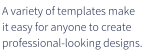 A variety of templates make
it easy for anyone to create
professional-looking designs.